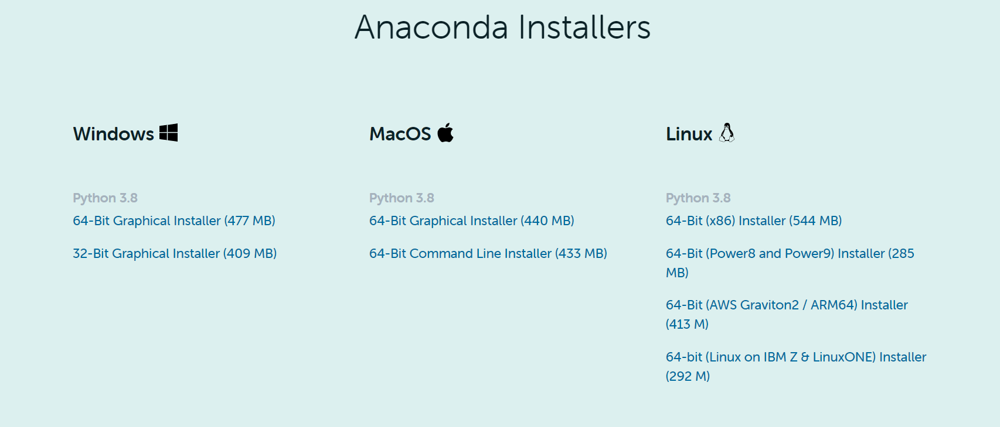 Anaconda Installers
Windows
Python 3.8
64-Bit Graphical Installer (477 MB)
32-Bit Graphical Installer (409 MB)
MacOS
Python 3.8
64-Bit Graphical Installer (440 MB)
64-Bit Command Line Installer (433 MB)
Linux
Python 3.8
64-Bit (x86) Installer (544 MB)
64-Bit (Power8 and Power9) Installer (285
MB)
64-Bit (AWS Graviton2 / ARM64) Installer
(413 M)
64-bit (Linux on IBM Z & LinuxONE) Installer
(292 M)